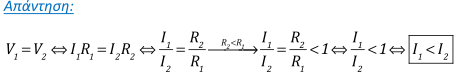 Απάντηση:
V₁ = V₂ ⇔ I₁R₁ = I₂R₂ ⇔ I₁/I₂ = R₂/R₁ —R₂<R₁→ I₁/I₂ = R₂/R₁ < 1 ⇔ I₁/I₂ < 1 ⇔ I₁ < I₂